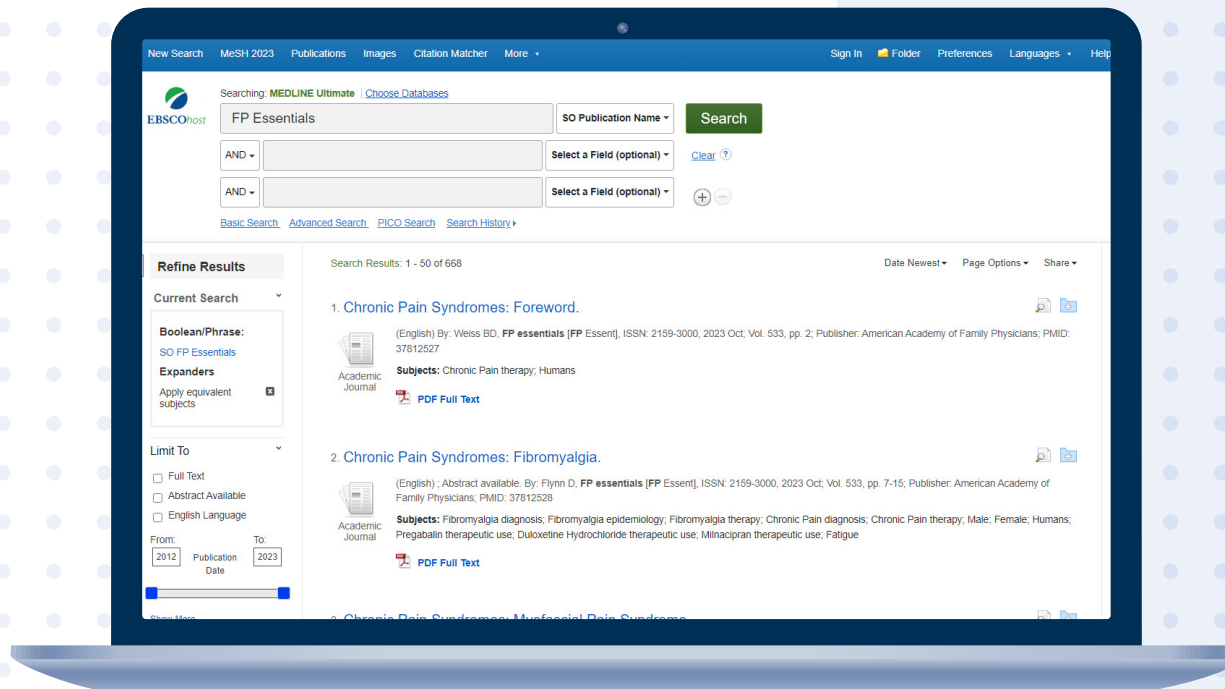 New Search MeSH 2023 Publications Images Citation Matcher More Sign In Folder Preferences Languages Help
Searching: MEDLINE Ultimate Choose Databases
EBSCOhost
FP Essentials SO Publication Name Search
AND Select a Field (optional) Clear ?
AND Select a Field (optional) + −
Basic Search Advanced Search PICO Search Search History
Refine Results
Current Search
Boolean/Phrase:
SO FP Essentials
Expanders
Apply equivalent
subjects
Limit To
Full Text
Abstract Available
English Language
From: To:
2012 Publication 2023
Date
Show More
Search Results: 1 - 50 of 668 Date Newest Page Options Share
1. Chronic Pain Syndromes: Foreword.
Academic
Journal
(English) By: Weiss BD, FP essentials [FP Essent], ISSN: 2159-3000, 2023 Oct; Vol. 533, pp. 2; Publisher: American Academy of Family Physicians; PMID:
37812527
Subjects: Chronic Pain therapy; Humans
PDF Full Text
2. Chronic Pain Syndromes: Fibromyalgia.
Academic
Journal
(English) ; Abstract available. By: Flynn D, FP essentials [FP Essent], ISSN: 2159-3000, 2023 Oct; Vol. 533, pp. 7-15; Publisher: American Academy of
Family Physicians; PMID: 37812528
Subjects: Fibromyalgia diagnosis; Fibromyalgia epidemiology; Fibromyalgia therapy; Chronic Pain diagnosis; Chronic Pain therapy; Male; Female; Humans;
Pregabalin therapeutic use; Duloxetine Hydrochloride therapeutic use; Milnacipran therapeutic use; Fatigue
PDF Full Text
3. Chronic Pain Syndromes: Myofascial Pain Syndrome.